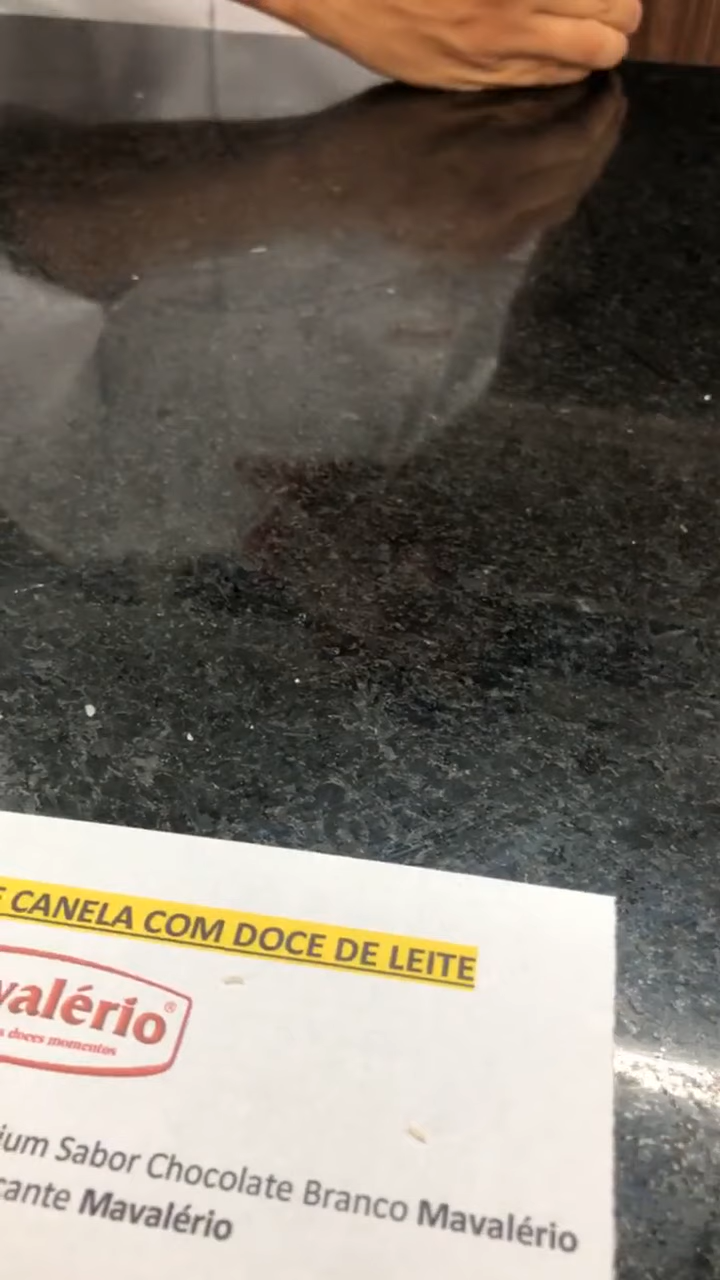 CANELA COM DOCE DE LEITE
valério®
doces momentos
Sabor Chocolate Branco Mavalério
Mavalério